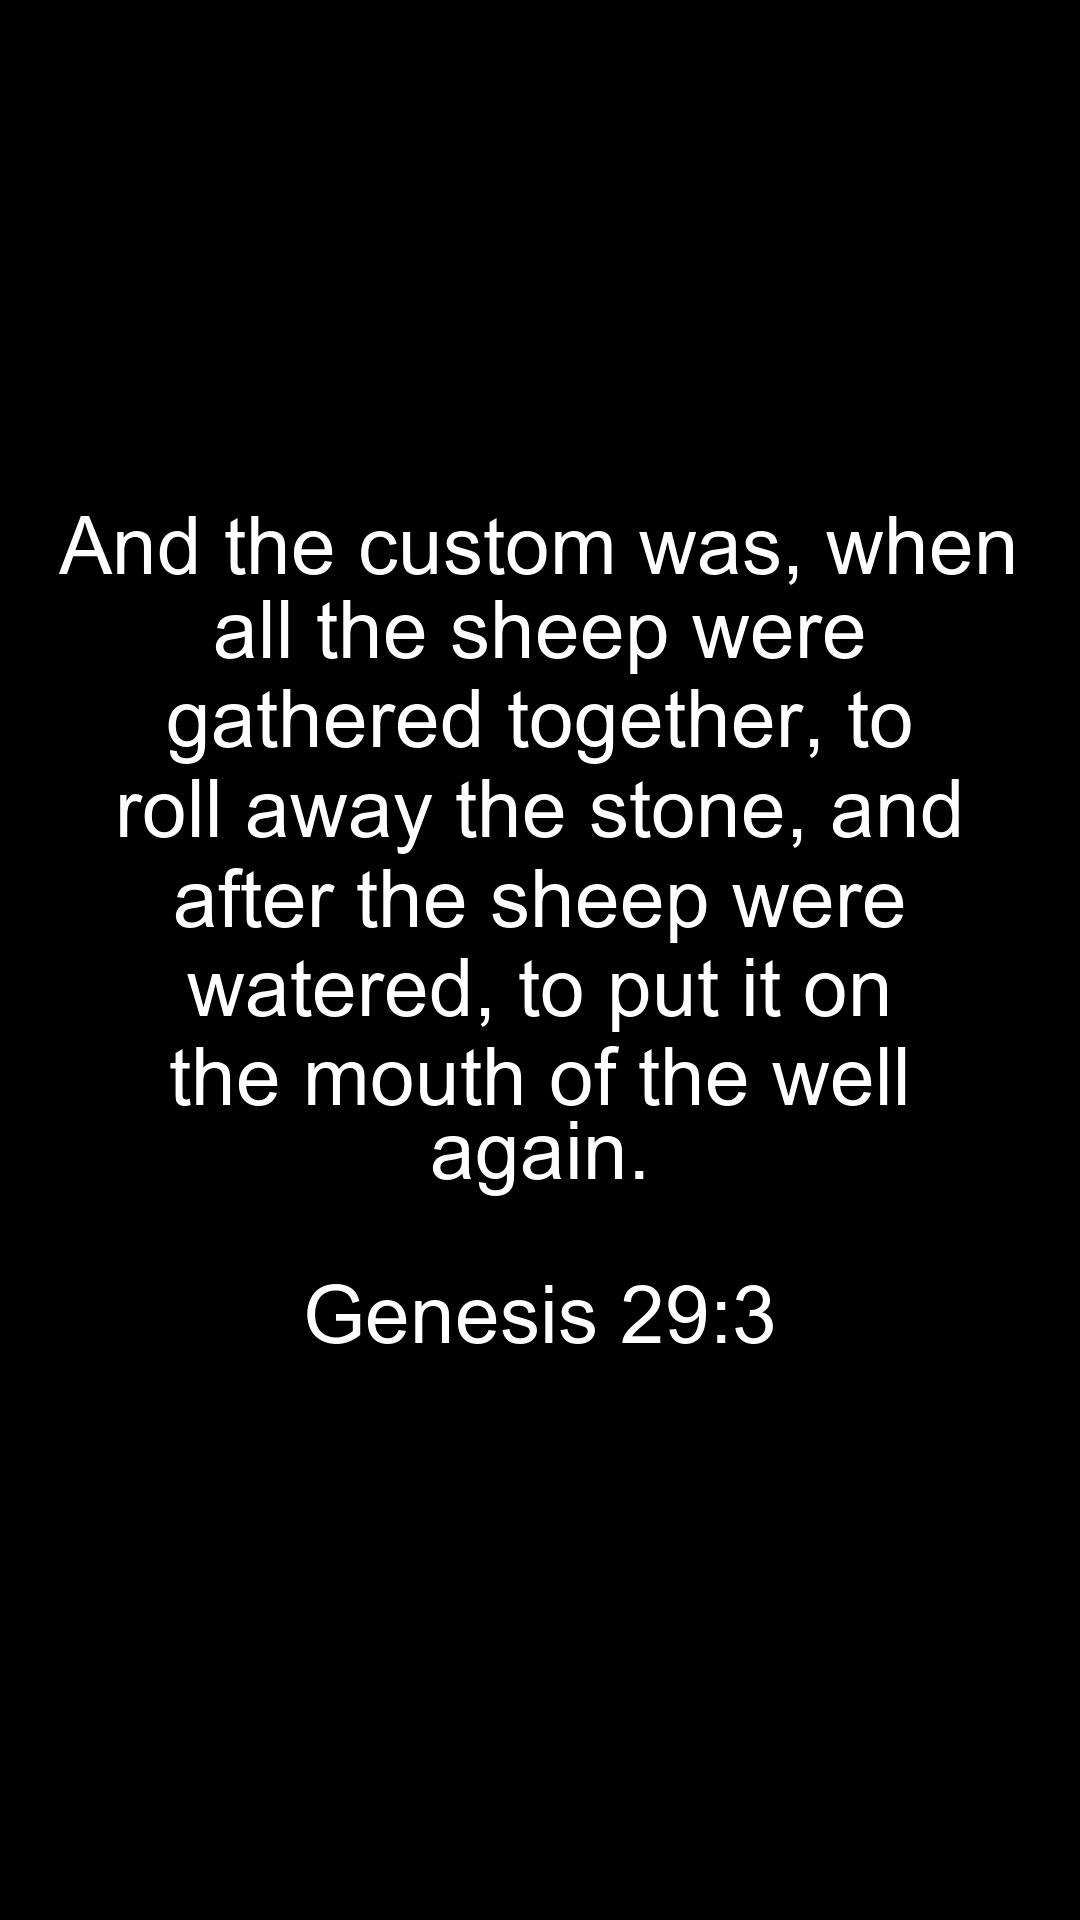 And the custom was, when
all the sheep were
gathered together, to
roll away the stone, and
after the sheep were
watered, to put it on
the mouth of the well
again.
Genesis 29:3